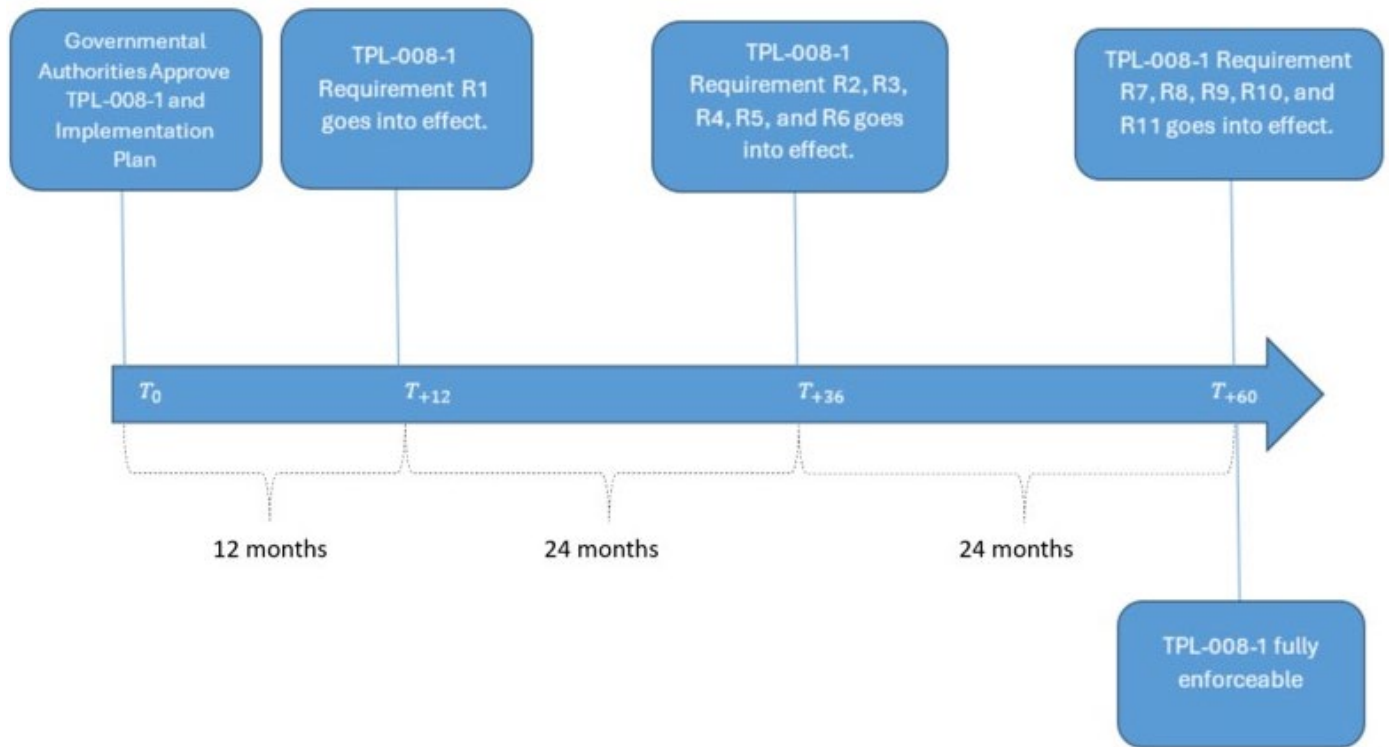 Governmental
Authorities Approve
TPL-008-1 and
Implementation
Plan
TPL-008-1
Requirement R1
goes into effect.
TPL-008-1
Requirement R2, R3,
R4, R5, and R6 goes
into effect.
TPL-008-1 Requirement
R7, R8, R9, R10, and
R11 goes into effect.
T₀
T₊₁₂
T₊₃₆
T₊₆₀
12 months
24 months
24 months
TPL-008-1 fully
enforceable